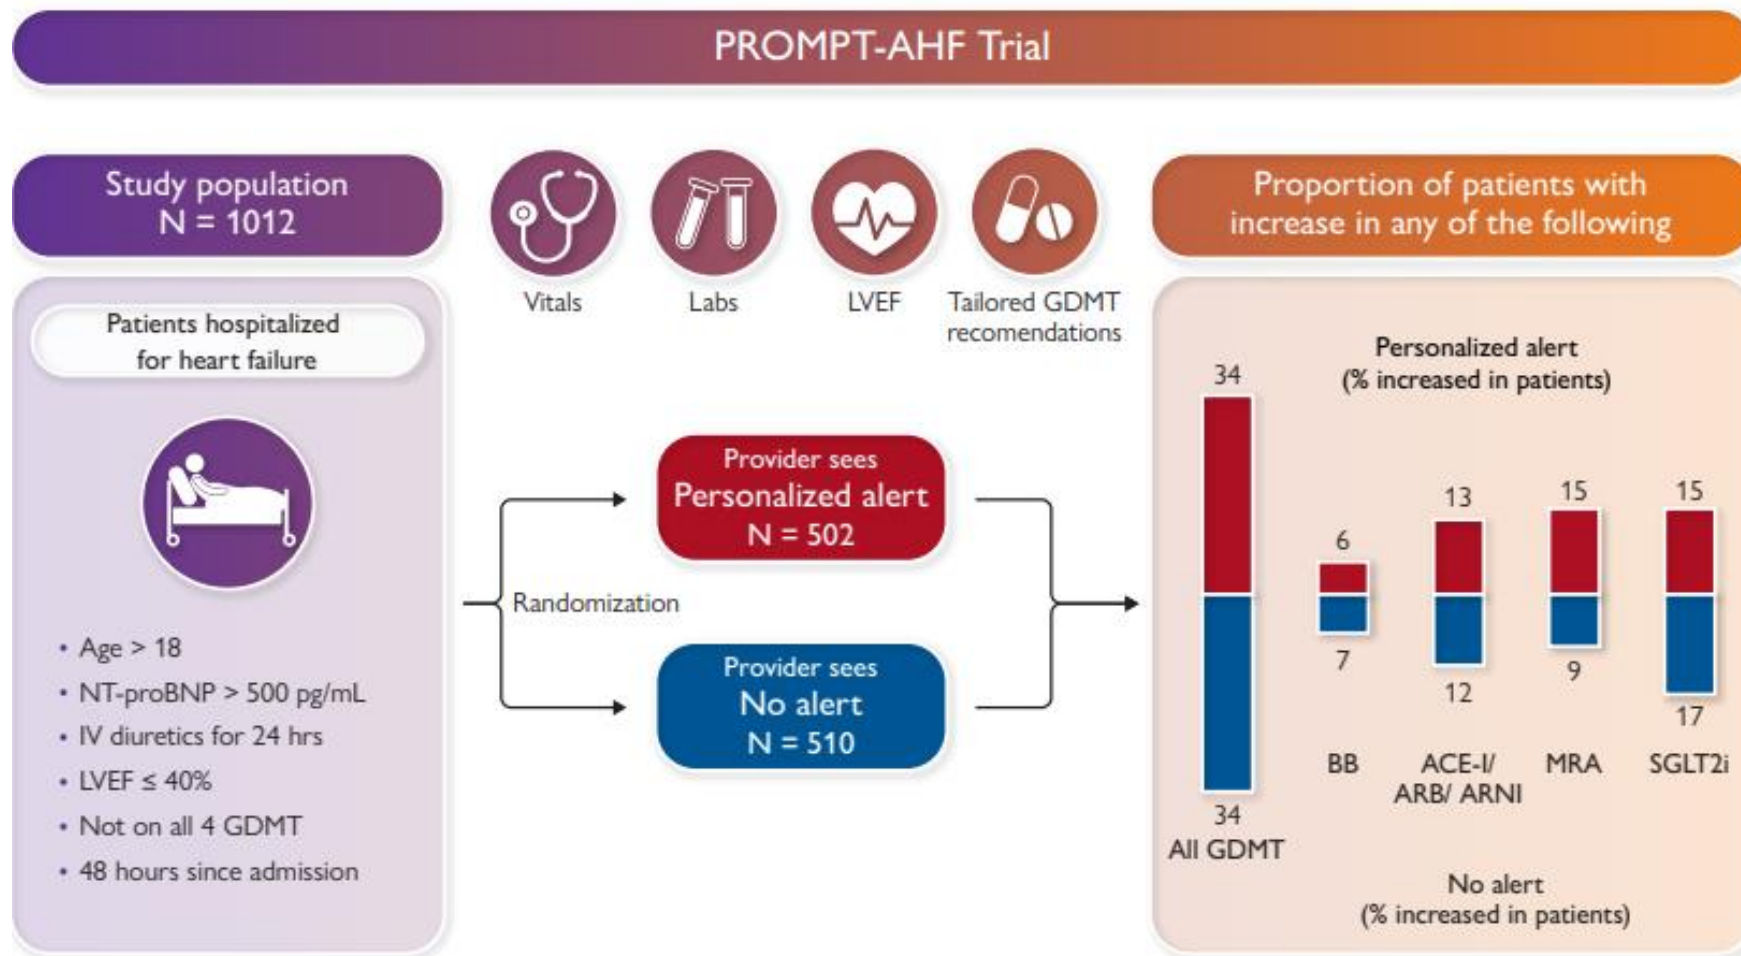 PROMPT-AHF Trial
Study population
N = 1012
Patients hospitalized
for heart failure
• Age > 18
• NT-proBNP > 500 pg/mL
• IV diuretics for 24 hrs
• LVEF ≤ 40%
• Not on all 4 GDMT
• 48 hours since admission
Vitals
Labs
LVEF
Tailored GDMT
recomendations
Randomization
Provider sees
Personalized alert
N = 502
Provider sees
No alert
N = 510
Proportion of patients with
increase in any of the following
Personalized alert
(% increased in patients)
34
6
13
15
15
34
7
12
9
17
All GDMT
BB
ACE-I/
ARB/ ARNI
MRA
SGLT2i
No alert
(% increased in patients)